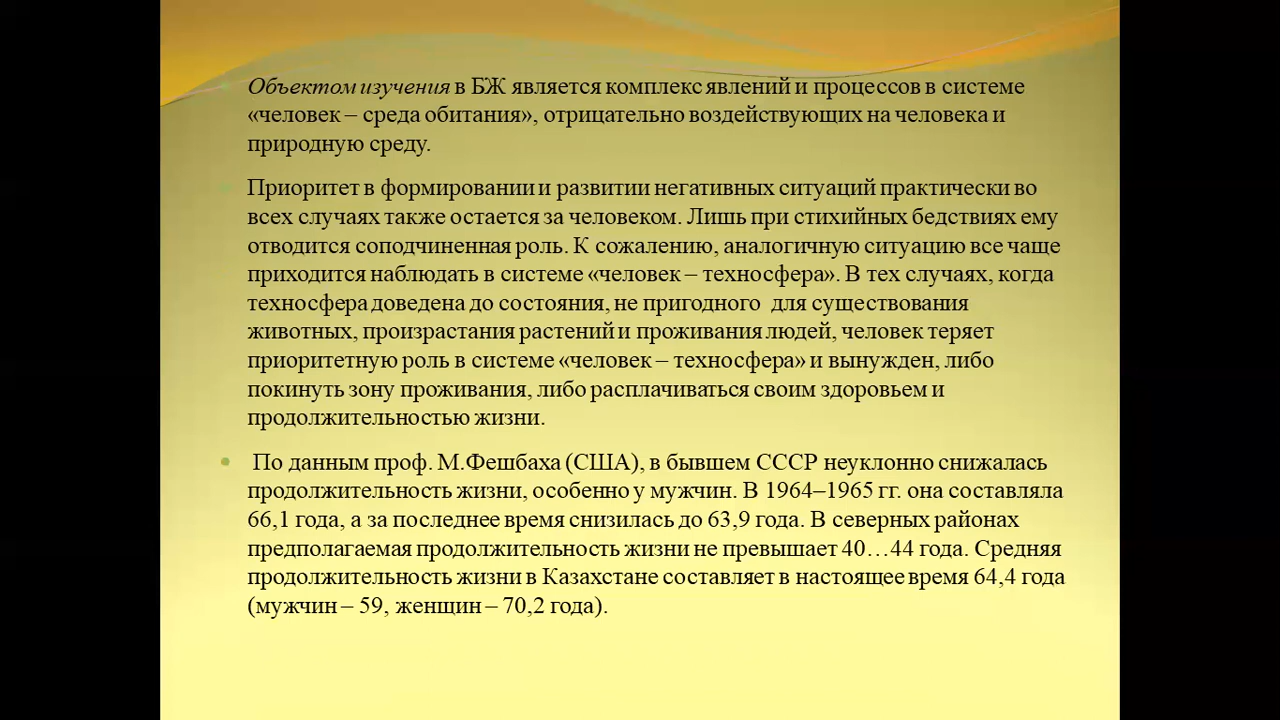 Объектом изучения в БЖ является комплекс явлений и процессов в системе
«человек – среда обитания», отрицательно воздействующих на человека и
природную среду.
Приоритет в формировании и развитии негативных ситуаций практически во
всех случаях также остается за человеком. Лишь при стихийных бедствиях ему
отводится соподчиненная роль. К сожалению, аналогичную ситуацию все чаще
приходится наблюдать в системе «человек – техносфера». В тех случаях, когда
техносфера доведена до состояния, не пригодного для существования
животных, произрастания растений и проживания людей, человек теряет
приоритетную роль в системе «человек – техносфера» и вынужден, либо
покинуть зону проживания, либо расплачиваться своим здоровьем и
продолжительностью жизни.
По данным проф. М.Фешбаха (США), в бывшем СССР неуклонно снижалась
продолжительность жизни, особенно у мужчин. В 1964–1965 гг. она составляла
66,1 года, а за последнее время снизилась до 63,9 года. В северных районах
предполагаемая продолжительность жизни не превышает 40…44 года. Средняя
продолжительность жизни в Казахстане составляет в настоящее время 64,4 года
(мужчин – 59, женщин – 70,2 года).